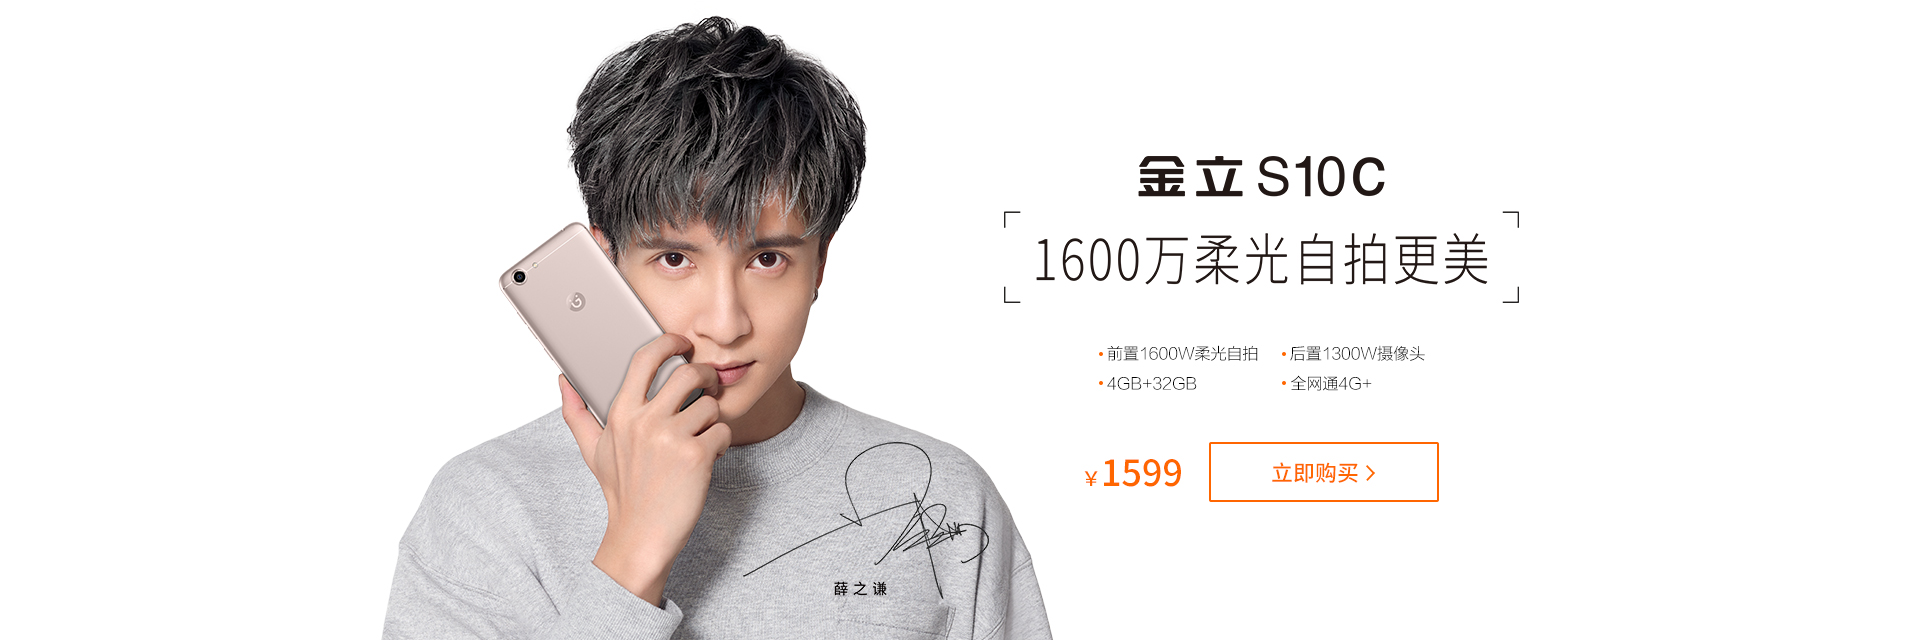 金立 S10C
1600万柔光自拍更美
•前置1600W柔光自拍
•后置1300W摄像头
•4GB+32GB
•全网通4G+
¥1599
立即购买 >
薛之谦